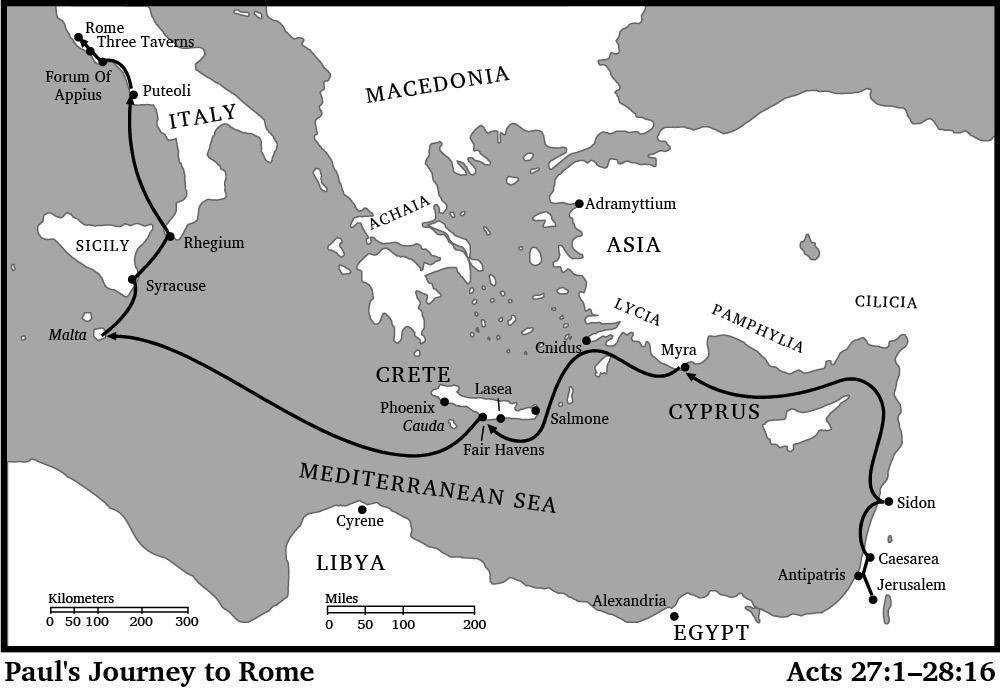 Rome
Three Taverns
Forum Of
Appius
Puteoli
ITALY
MACEDONIA
ACHAIA
Adramyttium
ASIA
SICILY
Rhegium
Syracuse
Malta
LYCIA
PAMPHYLIA
CILICIA
Cnidus
Myra
CRETE
Lasea
Phoenix
Cauda
Salmone
Fair Havens
CYPRUS
MEDITERRANEAN SEA
Sidon
Cyrene
LIBYA
Caesarea
Antipatris
Jerusalem
Alexandria
EGYPT
Kilometers
0 50 100 200 300
Miles
0 50 100 200
Paul's Journey to Rome
Acts 27:1–28:16